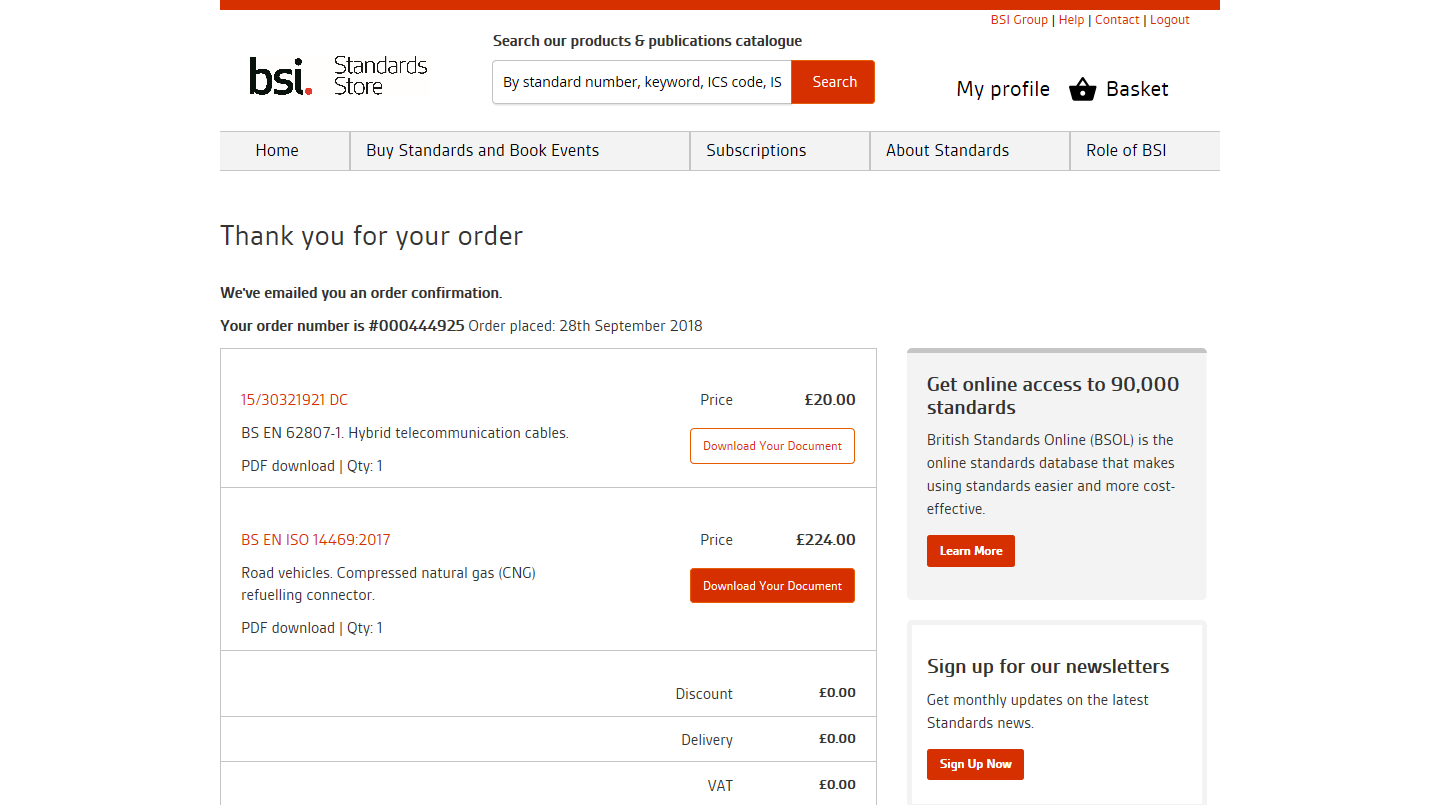 BSI Group | Help | Contact | Logout
Search our products & publications catalogue
bsi. Standards Store
By standard number, keyword, ICS code, IS
Search
My profile
Basket
Home
Buy Standards and Book Events
Subscriptions
About Standards
Role of BSI
Thank you for your order
We've emailed you an order confirmation.
Your order number is #000444925 Order placed: 28th September 2018
15/30321921 DC
Price
£20.00
BS EN 62807-1. Hybrid telecommunication cables.
Download Your Document
PDF download | Qty: 1
BS EN ISO 14469:2017
Price
£224.00
Road vehicles. Compressed natural gas (CNG)
refuelling connector.
Download Your Document
PDF download | Qty: 1
Discount
£0.00
Delivery
£0.00
VAT
£0.00
Get online access to 90,000
standards
British Standards Online (BSOL) is the
online standards database that makes
using standards easier and more cost-
effective.
Learn More
Sign up for our newsletters
Get monthly updates on the latest
Standards news.
Sign Up Now